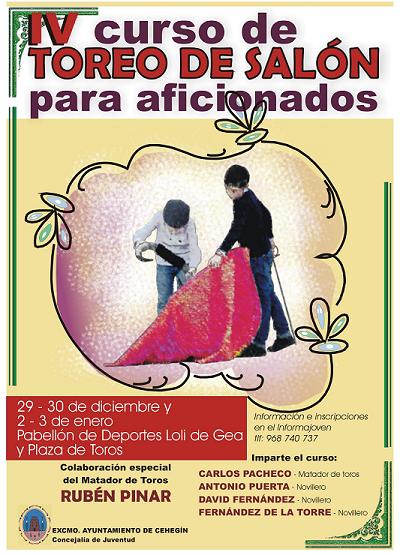 IV curso de
TOREO DE SALÓN
para aficionados
29 - 30 de diciembre y
2 - 3 de enero
Pabellón de Deportes Loli de Gea
y Plaza de Toros
Información e inscripciones
en el Informajoven
tlf: 968 740 737
Colaboración especial
del Matador de Toros
RUBÉN PINAR
Imparte el curso:
CARLOS PACHECO - Matador de toros
ANTONIO PUERTA - Novillero
DAVID FERNÁNDEZ - Novillero
FERNÁNDEZ DE LA TORRE - Novillero
EXCMO. AYUNTAMIENTO DE CEHEGÍN
Concejalía de Juventud